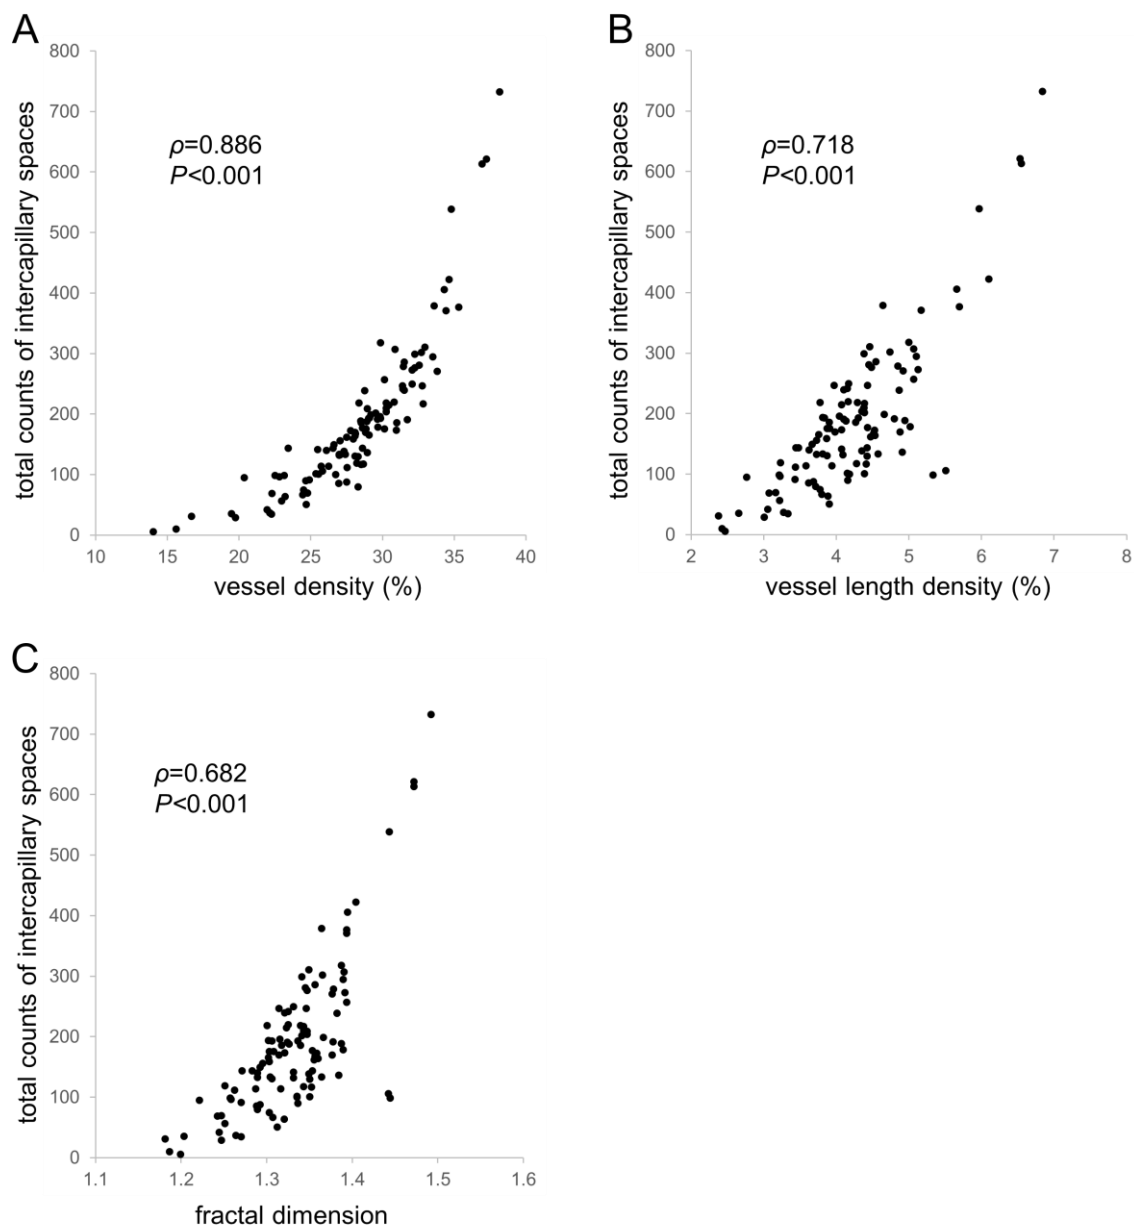 A
800
700
600
500
400
300
200
100
0
total counts of intercapillary spaces
ρ=0.886
P<0.001
10 15 20 25 30 35 40
vessel density (%)
B
800
700
600
500
400
300
200
100
0
total counts of intercapillary spaces
ρ=0.718
P<0.001
2 3 4 5 6 7 8
vessel length density (%)
C
800
700
600
500
400
300
200
100
0
total counts of intercapillary spaces
ρ=0.682
P<0.001
1.1 1.2 1.3 1.4 1.5 1.6
fractal dimension